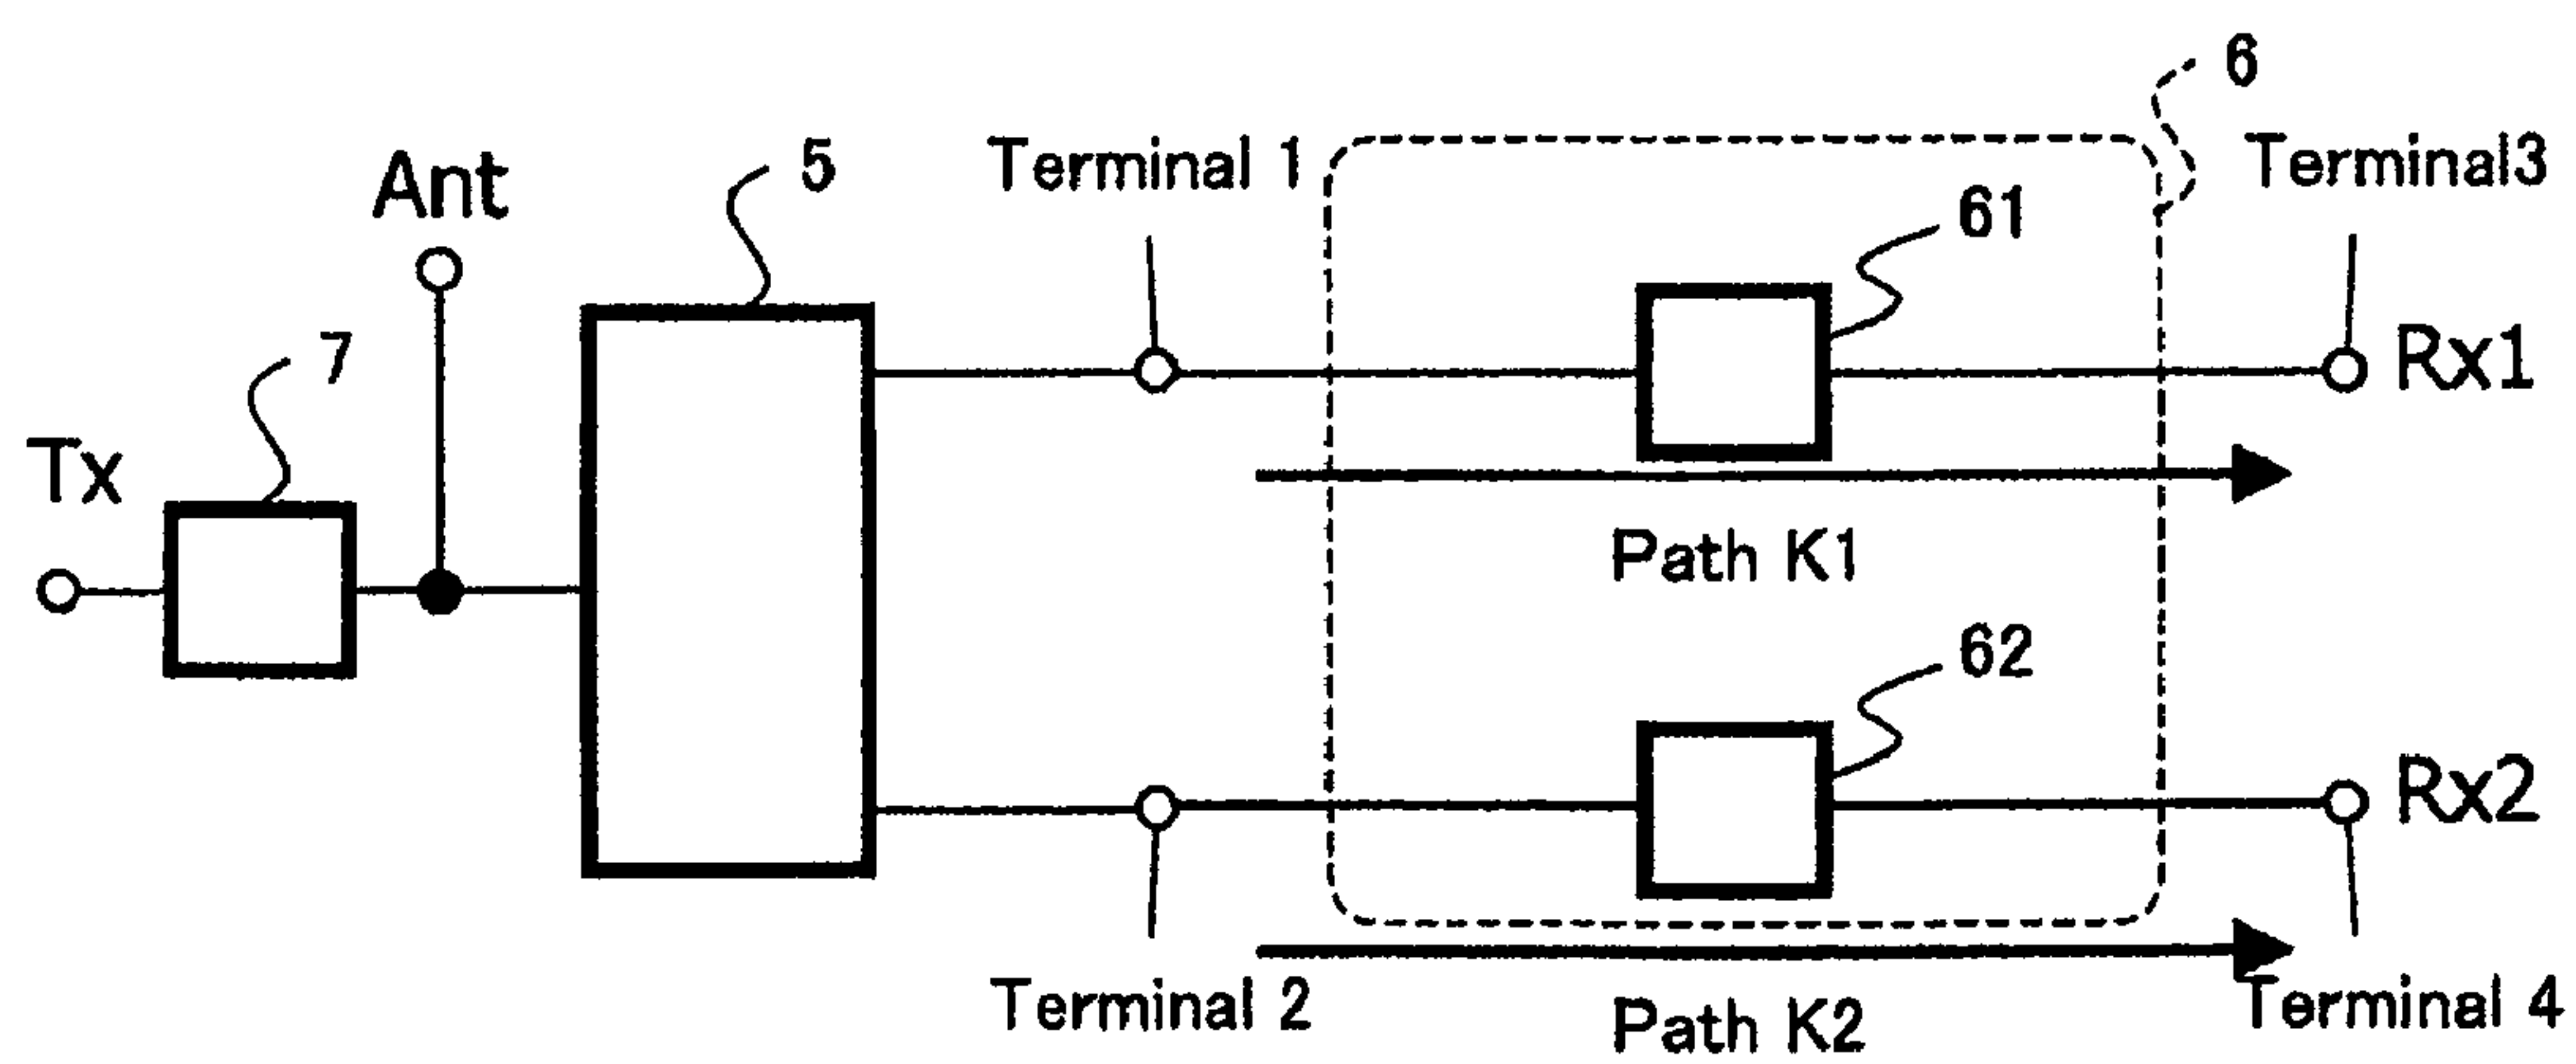 6
Terminal 1
5
Terminal3
Ant
61
7
Rx1
Tx
Path K1
62
Rx2
Terminal 2
Terminal 4
Path K2